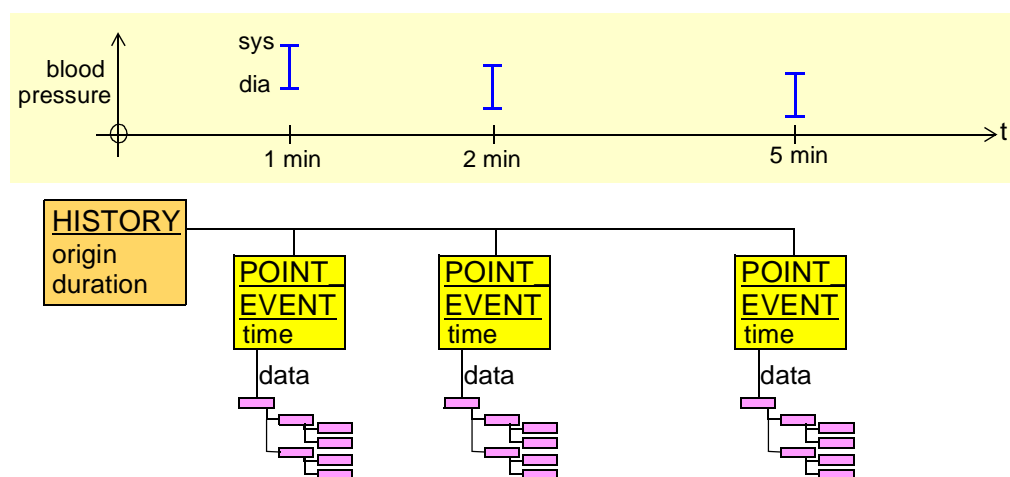 sys
blood
pressure
dia
t
1 min
2 min
5 min
HISTORY
origin
duration
POINT_
EVENT
time
data
POINT_
EVENT
time
data
POINT_
EVENT
time
data